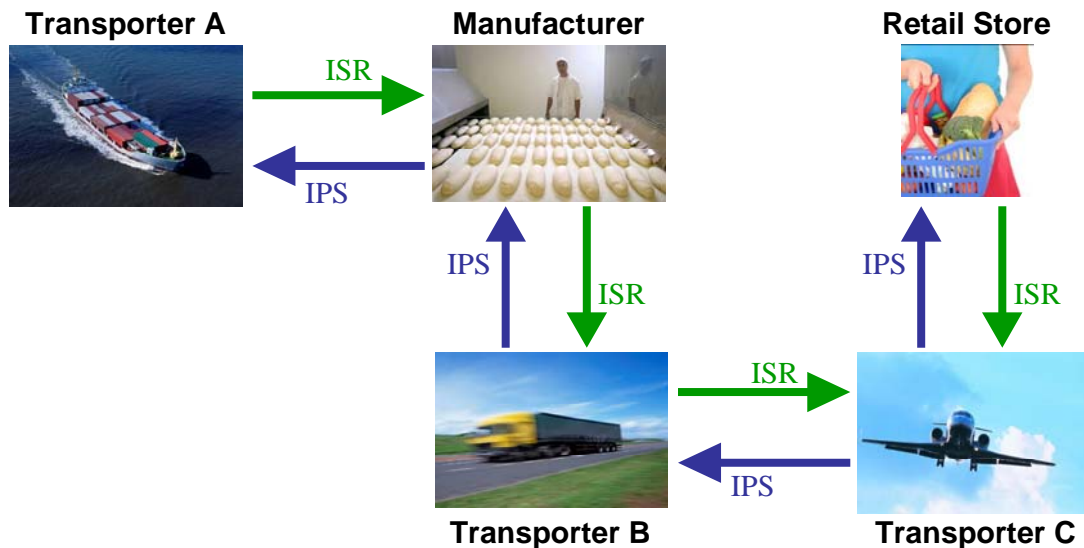 Transporter A
Manufacturer
Retail Store
ISR
IPS
IPS
ISR
IPS
ISR
ISR
IPS
Transporter B
Transporter C